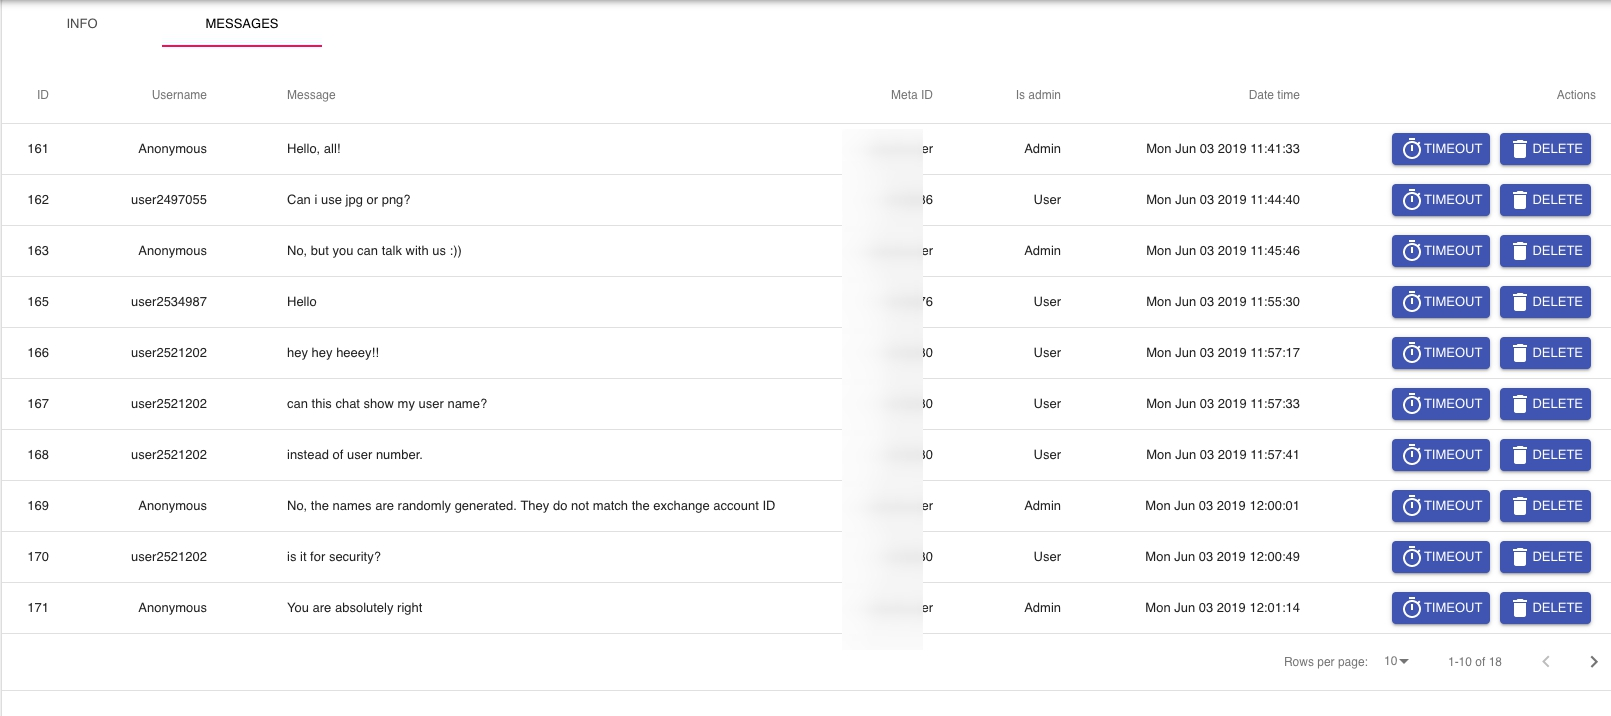 INFO MESSAGES
ID Username Message Meta ID Is admin Date time Actions
161 Anonymous Hello, all! er Admin Mon Jun 03 2019 11:41:33 TIMEOUT DELETE
162 user2497055 Can i use jpg or png? 36 User Mon Jun 03 2019 11:44:40 TIMEOUT DELETE
163 Anonymous No, but you can talk with us :)) er Admin Mon Jun 03 2019 11:45:46 TIMEOUT DELETE
165 user2534987 Hello 76 User Mon Jun 03 2019 11:55:30 TIMEOUT DELETE
166 user2521202 hey hey heeey!! 30 User Mon Jun 03 2019 11:57:17 TIMEOUT DELETE
167 user2521202 can this chat show my user name? 30 User Mon Jun 03 2019 11:57:33 TIMEOUT DELETE
168 user2521202 instead of user number. 30 User Mon Jun 03 2019 11:57:41 TIMEOUT DELETE
169 Anonymous No, the names are randomly generated. They do not match the exchange account ID er Admin Mon Jun 03 2019 12:00:01 TIMEOUT DELETE
170 user2521202 is it for security? 30 User Mon Jun 03 2019 12:00:49 TIMEOUT DELETE
171 Anonymous You are absolutely right er Admin Mon Jun 03 2019 12:01:14 TIMEOUT DELETE
Rows per page: 10 1-10 of 18